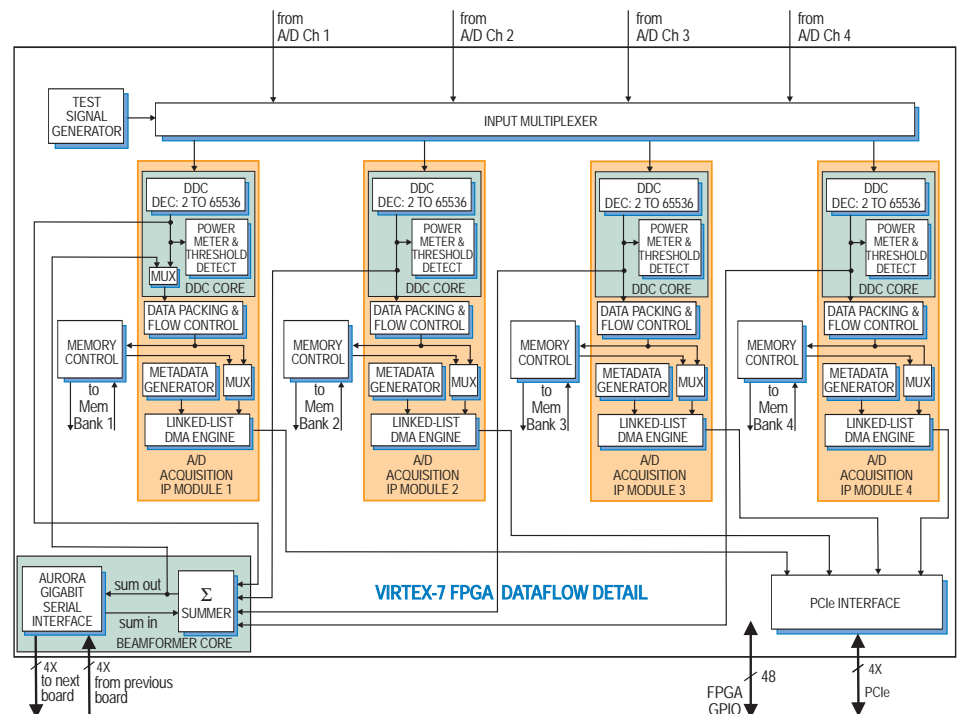 from
A/D Ch 1
from
A/D Ch 2
from
A/D Ch 3
from
A/D Ch 4
TEST
SIGNAL
GENERATOR
INPUT MULTIPLEXER
DDC
DEC: 2 TO 65536
POWER
METER &
THRESHOLD
DETECT
MUX
DDC CORE
DATA PACKING &
FLOW CONTROL
MEMORY
CONTROL
METADATA
GENERATOR
MUX
to
Mem
Bank 1
LINKED-LIST
DMA ENGINE
A/D
ACQUISITION
IP MODULE 1
DDC
DEC: 2 TO 65536
POWER
METER &
THRESHOLD
DETECT
DDC CORE
DATA PACKING &
FLOW CONTROL
MEMORY
CONTROL
METADATA
GENERATOR
MUX
to
Mem
Bank 2
LINKED-LIST
DMA ENGINE
A/D
ACQUISITION
IP MODULE 2
DDC
DEC: 2 TO 65536
POWER
METER &
THRESHOLD
DETECT
DDC CORE
DATA PACKING &
FLOW CONTROL
MEMORY
CONTROL
METADATA
GENERATOR
MUX
to
Mem
Bank 3
LINKED-LIST
DMA ENGINE
A/D
ACQUISITION
IP MODULE 3
DDC
DEC: 2 TO 65536
POWER
METER &
THRESHOLD
DETECT
DDC CORE
DATA PACKING &
FLOW CONTROL
MEMORY
CONTROL
METADATA
GENERATOR
MUX
to
Mem
Bank 4
LINKED-LIST
DMA ENGINE
A/D
ACQUISITION
IP MODULE 4
AURORA
GIGABIT
SERIAL
INTERFACE
sum out
sum in
Σ
SUMMER
BEAMFORMER CORE
VIRTEX-7 FPGA DATAFLOW DETAIL
PCIe INTERFACE
4X
to next
board
4X
from previous
board
48
FPGA
GPIO
4X
PCIe